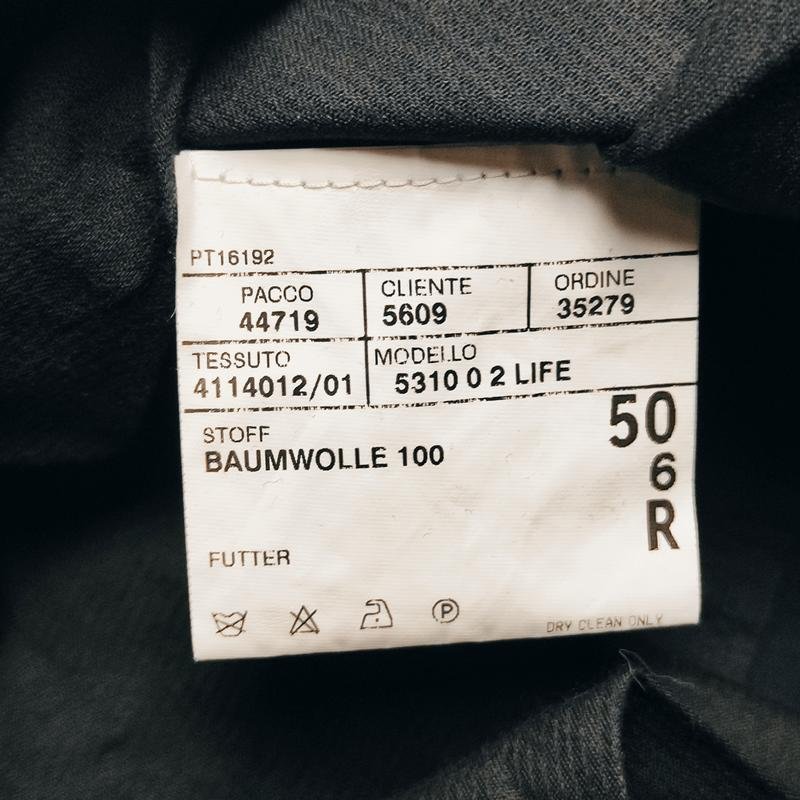 PT16192
PACCO CLIENTE ORDINE
44719 5609 35279
TESSUTO MODELLO
4114012/01 5310 0 2 LIFE
STOFF 50
BAUMWOLLE 100 6
R
FUTTER
P
DRY CLEAN ONLY